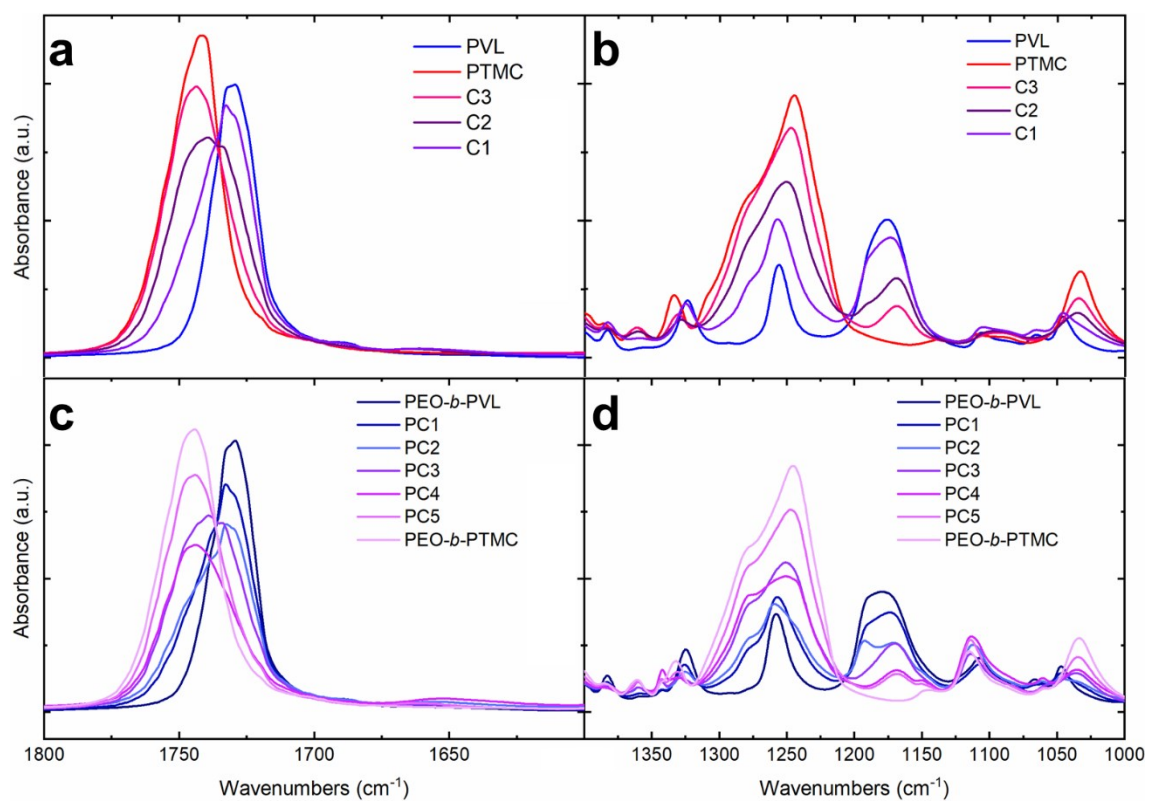 a
PVL
PTMC
C3
C2
C1
b
PVL
PTMC
C3
C2
C1
Absorbance (a.u.)
c
PEO-b-PVL
PC1
PC2
PC3
PC4
PC5
PEO-b-PTMC
d
PEO-b-PVL
PC1
PC2
PC3
PC4
PC5
PEO-b-PTMC
Absorbance (a.u.)
1800 1750 1700 1650
1350 1300 1250 1200 1150 1100 1050 1000
Wavenumbers (cm⁻¹)
Wavenumbers (cm⁻¹)